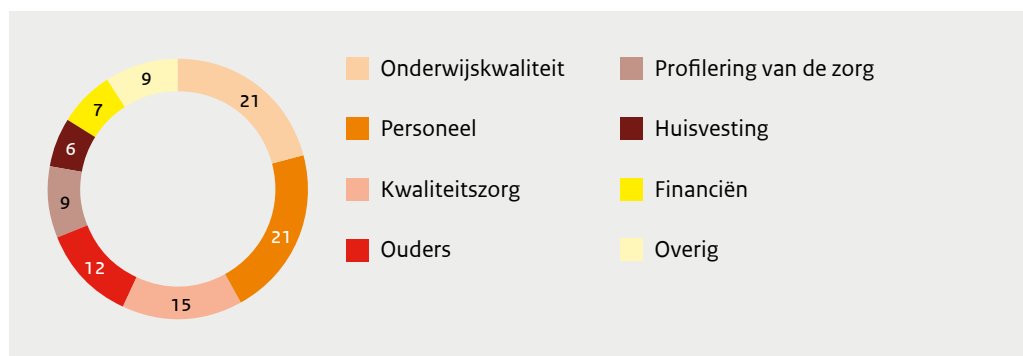 9
21
7
6
9
21
12
15
Onderwijskwaliteit
Personeel
Kwaliteitszorg
Ouders
Profilering van de zorg
Huisvesting
Financiën
Overig